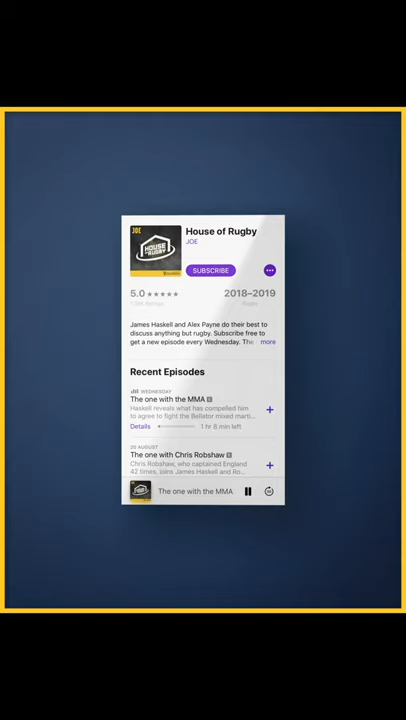 JOE
HOUSE
OF RUGBY
House of Rugby
JOE
SUBSCRIBE
5.0 ★★★★★
2018–2019
Rugby
James Haskell and Alex Payne do their best to
discuss anything but rugby. Subscribe free to
get a new episode every Wednesday. The more
Recent Episodes
WEDNESDAY
The one with the MMA E
Haskell reveals what has compelled him
to agree to fight the Bellator mixed marti...
Details 1 hr 8 min left
20 AUGUST
The one with Chris Robshaw E
Chris Robshaw, who captained England
42 times, joins James Haskell and Ro...
The one with the MMA